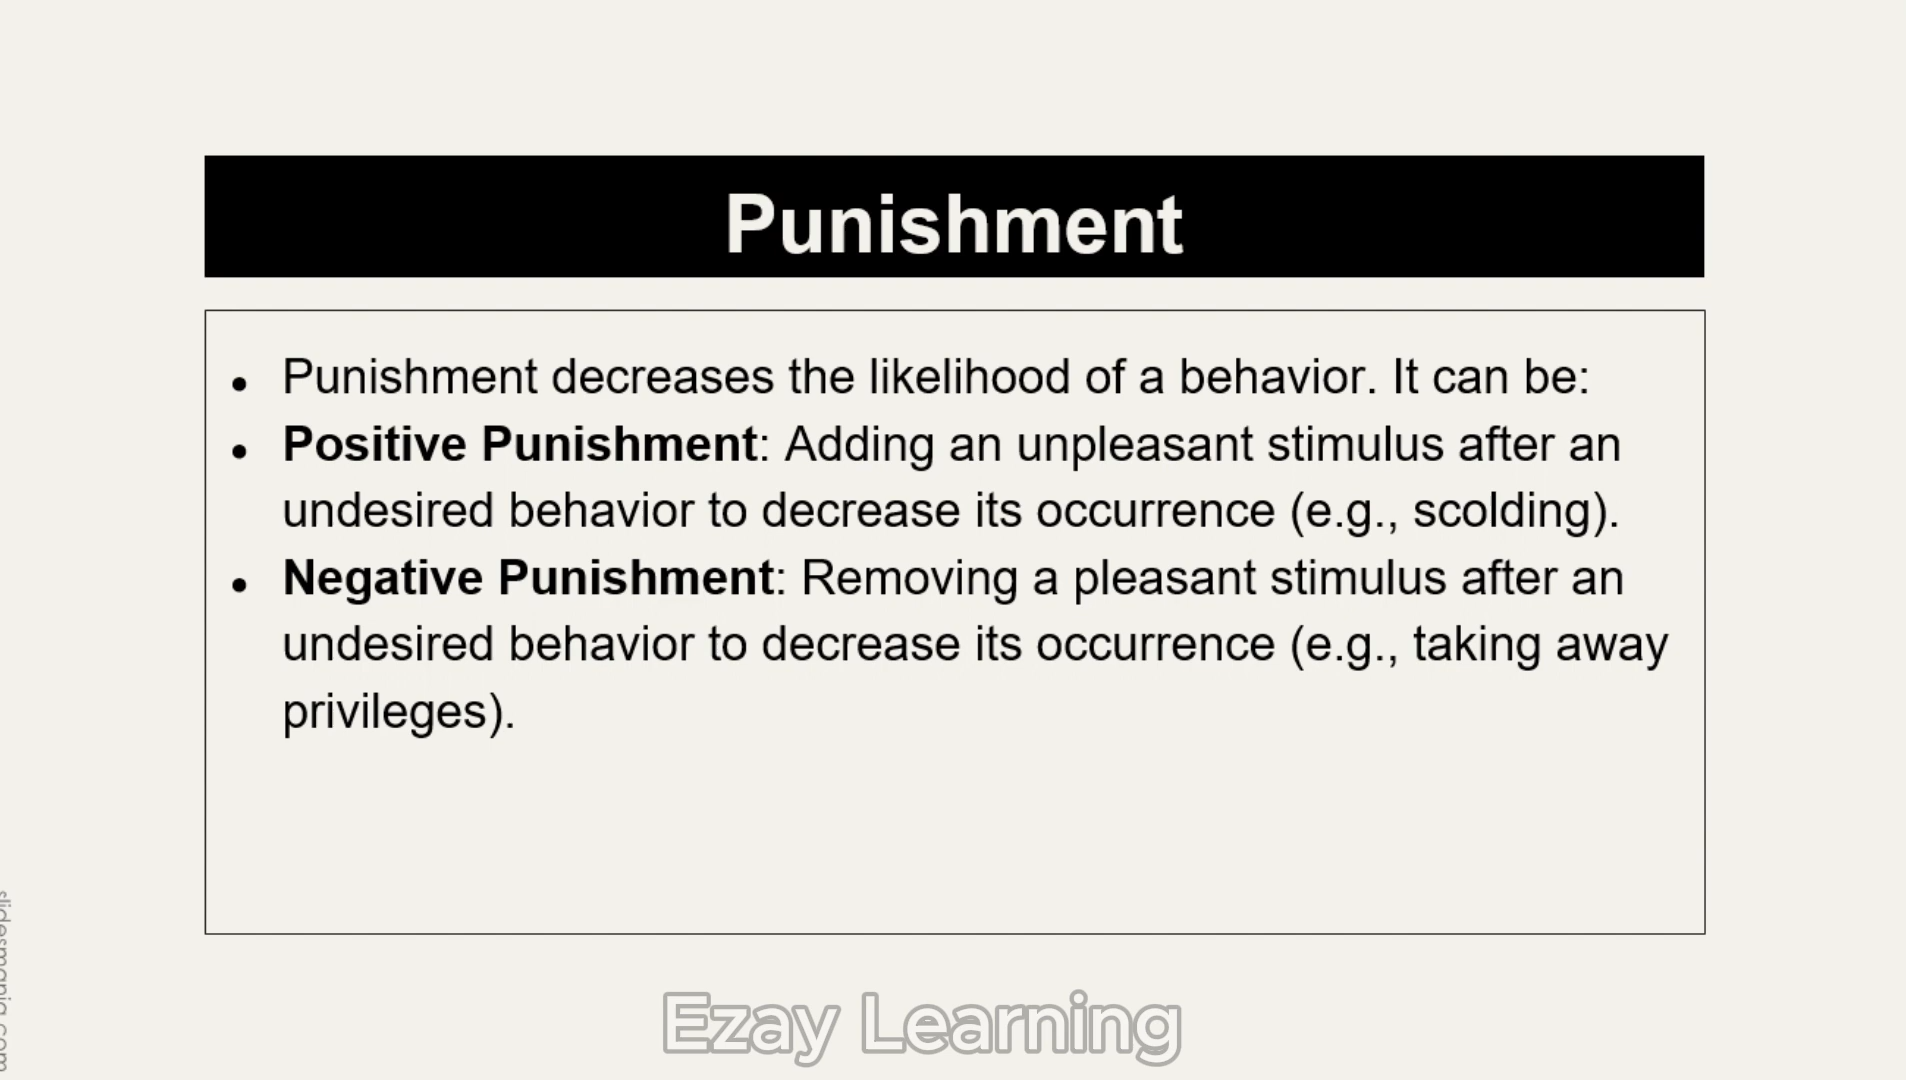 Punishment
• Punishment decreases the likelihood of a behavior. It can be:
• Positive Punishment: Adding an unpleasant stimulus after an
undesired behavior to decrease its occurrence (e.g., scolding).
• Negative Punishment: Removing a pleasant stimulus after an
undesired behavior to decrease its occurrence (e.g., taking away
privileges).
slidesmania.com
Ezay Learning